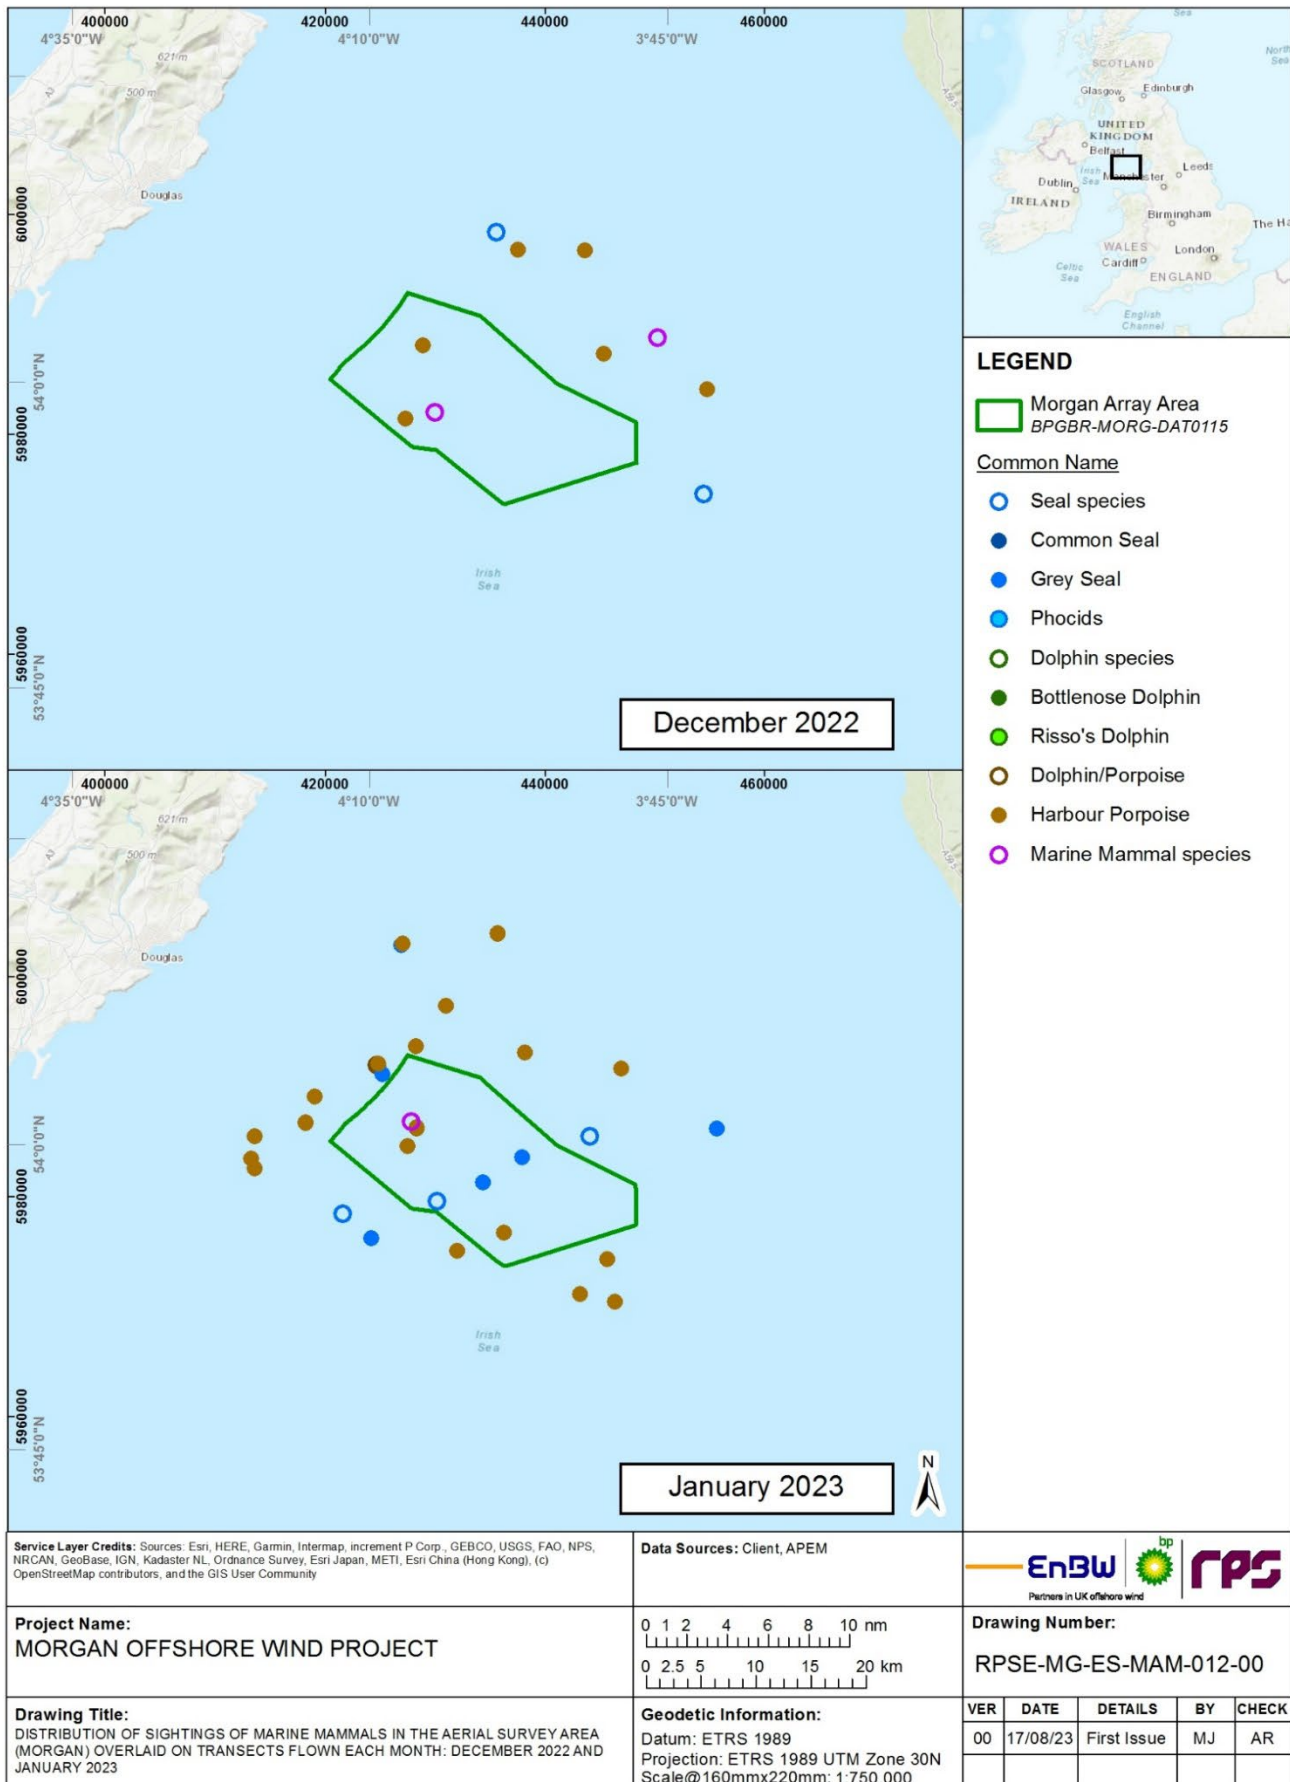 400000
420000
440000
460000
4°35'0"W
4°10'0"W
3°45'0"W
621 m
500 m
A3
A595
Douglas
6000000
54°0'0"N
5980000
Irish
Sea
5960000
53°45'0"N
December 2022
400000
420000
440000
460000
4°35'0"W
4°10'0"W
3°45'0"W
621 m
500 m
A3
A595
Douglas
6000000
54°0'0"N
5980000
Irish
Sea
5960000
53°45'0"N
January 2023
N
Sea
North
Sea
SCOTLAND
Glasgow
Edinburgh
UNITED
KINGDOM
Belfast
Irish
Sea
Leeds
Dublin
Manchester
IRELAND
Birmingham
The Ha
WALES
London
Cardiff
Celtic
Sea
ENGLAND
English
Channel
LEGEND
Morgan Array Area
BPGBR-MORG-DAT0115
Common Name
Seal species
Common Seal
Grey Seal
Phocids
Dolphin species
Bottlenose Dolphin
Risso's Dolphin
Dolphin/Porpoise
Harbour Porpoise
Marine Mammal species
Service Layer Credits: Sources: Esri, HERE, Garmin, Intermap, increment P Corp., GEBCO, USGS, FAO, NPS,
NRCAN, GeoBase, IGN, Kadaster NL, Ordnance Survey, Esri Japan, METI, Esri China (Hong Kong), (c)
OpenStreetMap contributors, and the GIS User Community
Data Sources: Client, APEM
EnBW
bp
rps
Partners in UK offshore wind
Project Name:
MORGAN OFFSHORE WIND PROJECT
0 1 2 4 6 8 10 nm
0 2.5 5 10 15 20 km
Drawing Number:
RPSE-MG-ES-MAM-012-00
Drawing Title:
DISTRIBUTION OF SIGHTINGS OF MARINE MAMMALS IN THE AERIAL SURVEY AREA
(MORGAN) OVERLAID ON TRANSECTS FLOWN EACH MONTH: DECEMBER 2022 AND
JANUARY 2023
Geodetic Information:
Datum: ETRS 1989
Projection: ETRS 1989 UTM Zone 30N
Scale@160mmx220mm: 1:750,000
VER DATE DETAILS BY CHECK
00 17/08/23 First Issue MJ AR